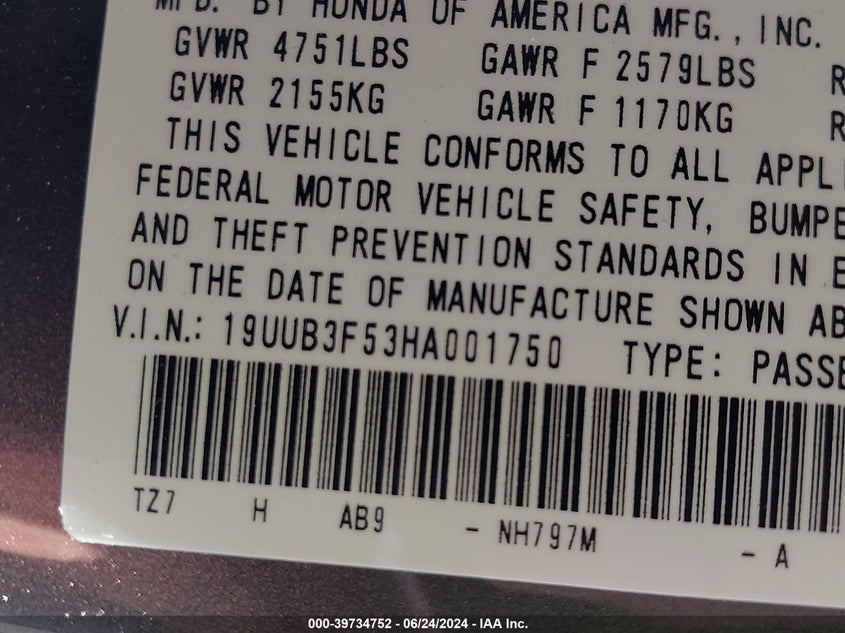 MFD. BY HONDA OF AMERICA MFG., INC.
GVWR 4751LBS GAWR F 2579LBS R
GVWR 2155KG GAWR F 1170KG R
THIS VEHICLE CONFORMS TO ALL APPLI
FEDERAL MOTOR VEHICLE SAFETY, BUMPE
AND THEFT PREVENTION STANDARDS IN E
ON THE DATE OF MANUFACTURE SHOWN AB
V.I.N.: 19UUB3F53HA001750 TYPE: PASSE
TZ7 H AB9 - NH797M - A
000-39734752 - 06/24/2024 - IAA Inc.